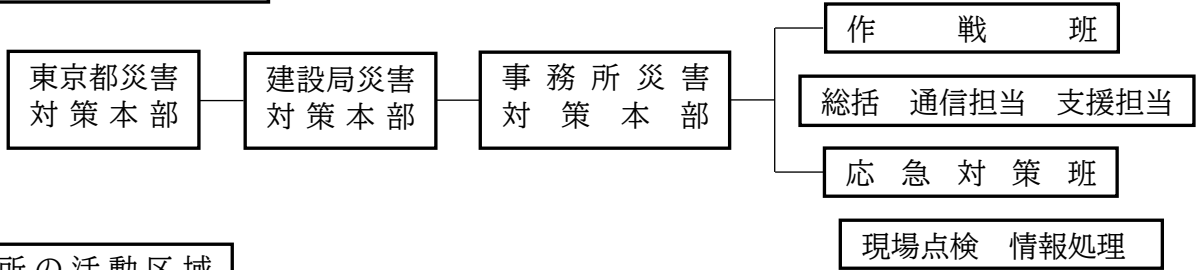 東京都災害
対策本部
建設局災害
対策本部
事務所災害
対策本部
作戦班
総括　通信担当　支援担当
応急対策班
現場点検　情報処理
所の活動区域